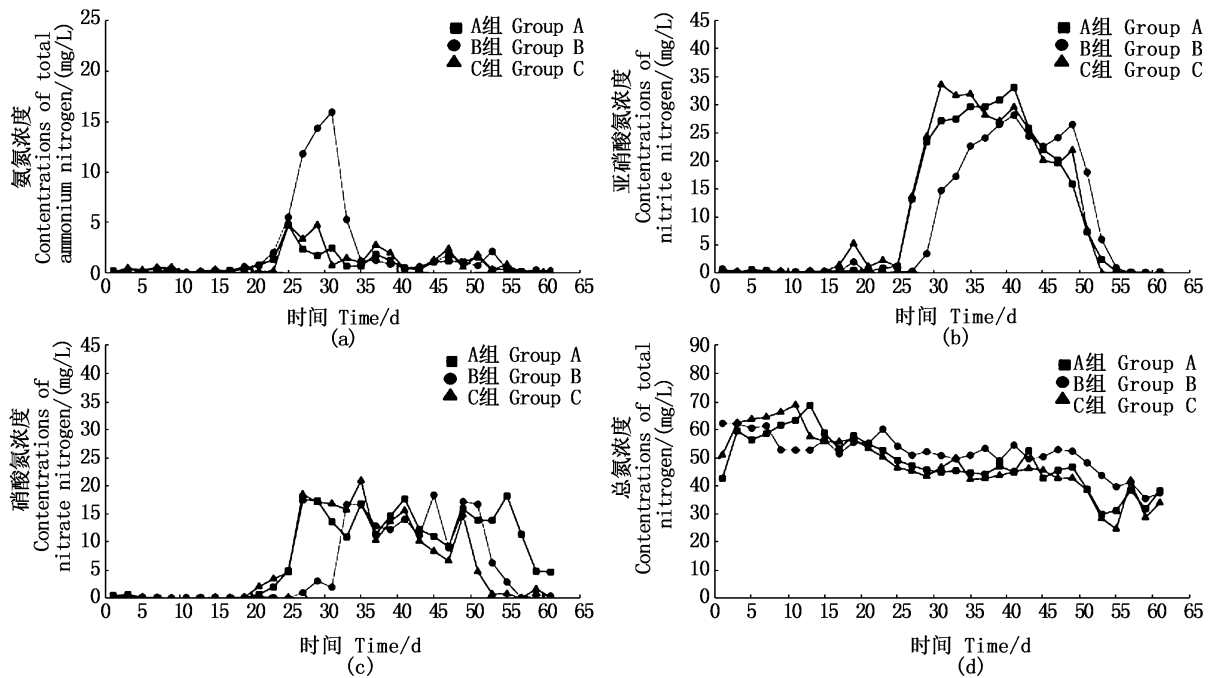 (a)
25
20
15
10
5
0
氨氮浓度
Contentrations of total
ammonium nitrogen/(mg/L)
A组 Group A
B组 Group B
C组 Group C
0 5 10 15 20 25 30 35 40 45 50 55 60 65
时间 Time/d
(b)
45
40
35
30
25
20
15
10
5
0
亚硝酸氮浓度
Contentrations of
nitrite nitrogen/(mg/L)
A组 Group A
B组 Group B
C组 Group C
0 5 10 15 20 25 30 35 40 45 50 55 60 65
时间 Time/d
45
40
35
30
25
20
15
10
5
0
硝酸氮浓度
Contentrations of
nitrate nitrogen/(mg/L)
A组 Group A
B组 Group B
C组 Group C
0 5 10 15 20 25 30 35 40 45 50 55 60 65
时间 Time/d
(c)
90
80
70
60
50
40
30
20
10
0
总氮浓度
Contentrations of total
nitrogen/(mg/L)
A组 Group A
B组 Group B
C组 Group C
0 5 10 15 20 25 30 35 40 45 50 55 60 65
时间 Time/d
(d)